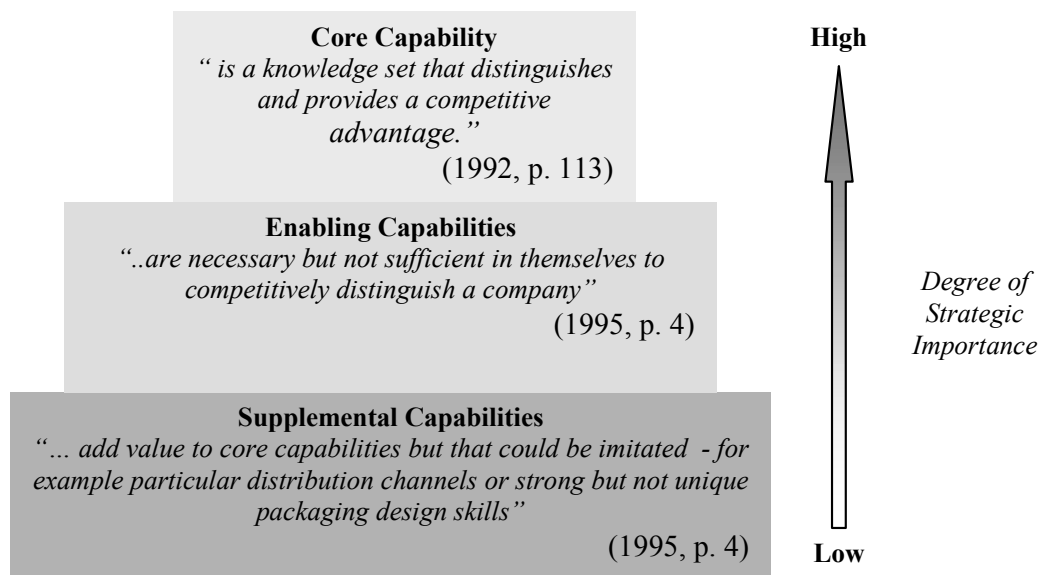 Core Capability
“ is a knowledge set that distinguishes
and provides a competitive
advantage.”
(1992, p. 113)
Enabling Capabilities
“..are necessary but not sufficient in themselves to
competitively distinguish a company”
(1995, p. 4)
Supplemental Capabilities
“… add value to core capabilities but that could be imitated - for
example particular distribution channels or strong but not unique
packaging design skills”
(1995, p. 4)
High
Degree of
Strategic
Importance
Low